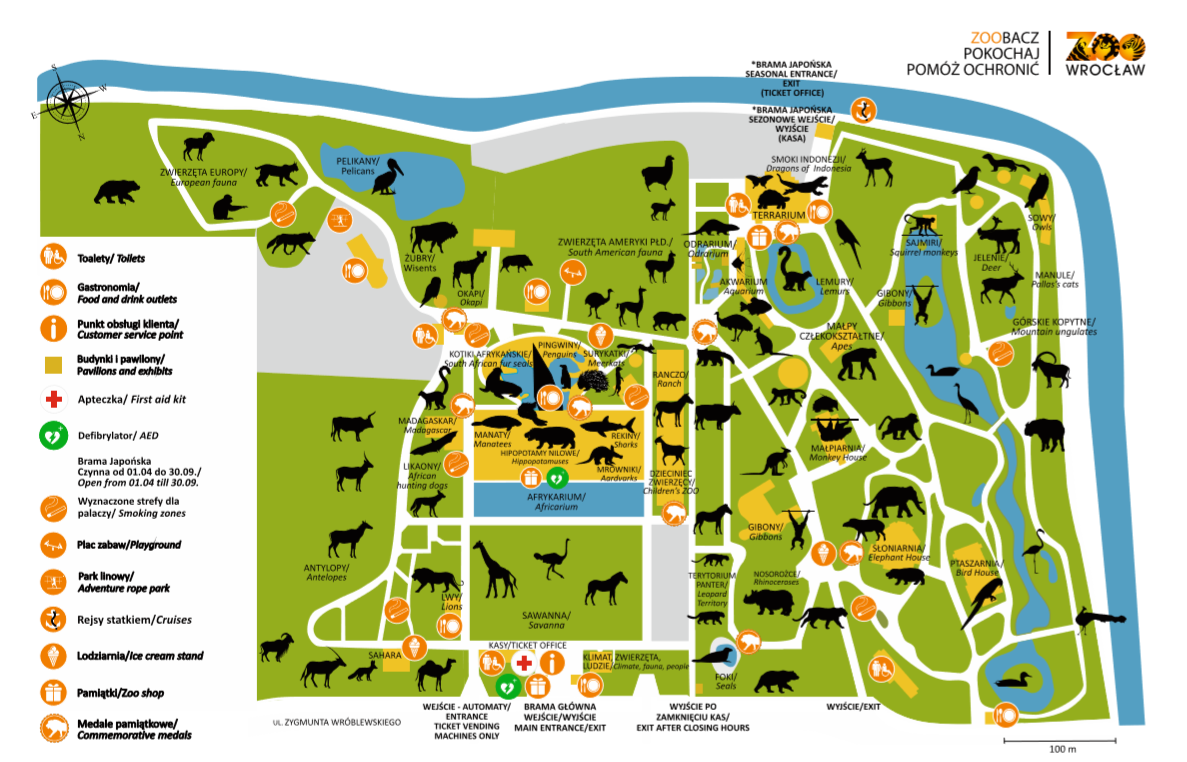 ZOOBACZ
POKOCHAJ
POMÓŻ OCHRONIĆ
ZOO
WROCŁAW
S
W
E
N
*BRAMA JAPOŃSKA
SEASONAL ENTRANCE/
EXIT
(TICKET OFFICE)
*BRAMA JAPOŃSKA
SEZONOWE WEJŚCIE/
WYJŚCIE
(KASA)
ZWIERZĘTA EUROPY/
European fauna
PELIKANY/
Pelicans
SMOKI INDONEZJI/
Dragons of Indonesia
TERRARIUM
SOWY/
Owls
ŻUBRY/
Wisents
ZWIERZĘTA AMERYKI PŁD./
South American fauna
ODRARIUM/
Odrarium
SAJMIRI/
Squirrel monkeys
JELENIE/
Deer
MANULE/
Pallas's cats
OKAPI/
Okapi
AKWARIUM
Aquarium
LEMURY/
Lemurs
GIBONY/
Gibbons
GÓRSKIE KOPYTNE/
Mountain ungulates
MAŁPY
CZŁEKOKSZTAŁTNE/
Apes
KOTIKI AFRYKAŃSKIE/
South African fur seals
PINGWINY/
Penguins
SURYKATKI/
Meerkats
RANCZO/
Ranch
MADAGASKAR/
Madagascar
MANATY/
Manatees
REKINY/
Sharks
HIPOPOTAMY NILOWE/
Hippopotamuses
MRÓWNIKI/
Aardvarks
LIKAONY/
African
hunting dogs
DZIECINIEC
ZWIERZĘCY/
Children's ZOO
MAŁPIARNIA/
Monkey House
AFRYKARIUM/
Africarium
GIBONY/
Gibbons
SŁONIARNIA/
Elephant House
PTASZARNIA/
Bird House
ANTYLOPY/
Antelopes
LWY/
Lions
SAWANNA/
Savanna
TERYTORIUM
PANTER/
Leopard
Territory
NOSOROŻCE/
Rhinoceroses
SAHARA
KASY/TICKET OFFICE
KLIMAT, ZWIERZĘTA,
LUDZIE/Climate, fauna, people
FOKI/
Seals
UL. ZYGMUNTA WRÓBLEWSKIEGO
WEJŚCIE - AUTOMATY/
ENTRANCE
TICKET VENDING
MACHINES ONLY
BRAMA GŁÓWNA
WEJŚCIE/WYJŚCIE
MAIN ENTRANCE/EXIT
WYJŚCIE PO
ZAMKNIĘCIU KAS/
EXIT AFTER CLOSING HOURS
WYJŚCIE/EXIT
100 m
Toalety/ Toilets
Gastronomia/
Food and drink outlets
Punkt obsługi klienta/
Customer service point
Budynki i pawilony/
Pavilions and exhibits
Apteczka/ First aid kit
Defibrylator/ AED
Brama Japońska
Czynna od 01.04 do 30.09./
Open from 01.04 till 30.09.
Wyznaczone strefy dla
palaczy/ Smoking zones
Plac zabaw/Playground
Park linowy/
Adventure rope park
Rejsy statkiem/Cruises
Lodziarnia/Ice cream stand
Pamiątki/Zoo shop
Medale pamiątkowe/
Commemorative medals